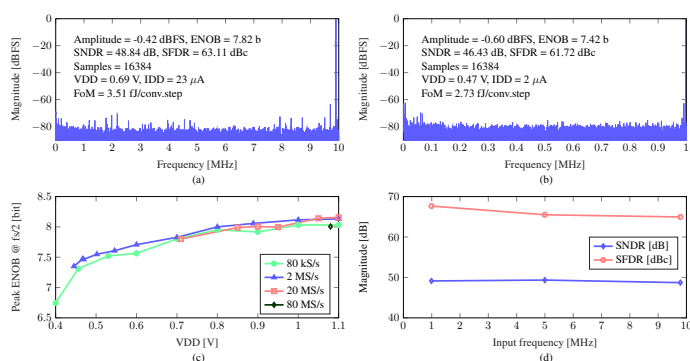 0
−20
−40
−60
−80
Magnitude [dBFS]
Amplitude = -0.42 dBFS, ENOB = 7.82 b
SNDR = 48.84 dB, SFDR = 63.11 dBc
Samples = 16384
VDD = 0.69 V, IDD = 23 μA
FoM = 3.51 fJ/conv.step
0 1 2 3 4 5 6 7 8 9 10
Frequency [MHz]
(a)
0
−20
−40
−60
−80
Magnitude [dBFS]
Amplitude = -0.60 dBFS, ENOB = 7.42 b
SNDR = 46.43 dB, SFDR = 61.72 dBc
Samples = 16384
VDD = 0.47 V, IDD = 2 μA
FoM = 2.73 fJ/conv.step
0 0.1 0.2 0.3 0.4 0.5 0.6 0.7 0.8 0.9 1
Frequency [MHz]
(b)
8.5
8
7.5
7
6.5
Peak ENOB @ fs/2 [bit]
80 kS/s
2 MS/s
20 MS/s
80 MS/s
0.4 0.5 0.6 0.7 0.8 0.9 1 1.1
VDD [V]
(c)
70
60
50
40
Magnitude [dB]
SNDR [dB]
SFDR [dBc]
0 1 2 3 4 5 6 7 8 9 10
Input frequency [MHz]
(d)